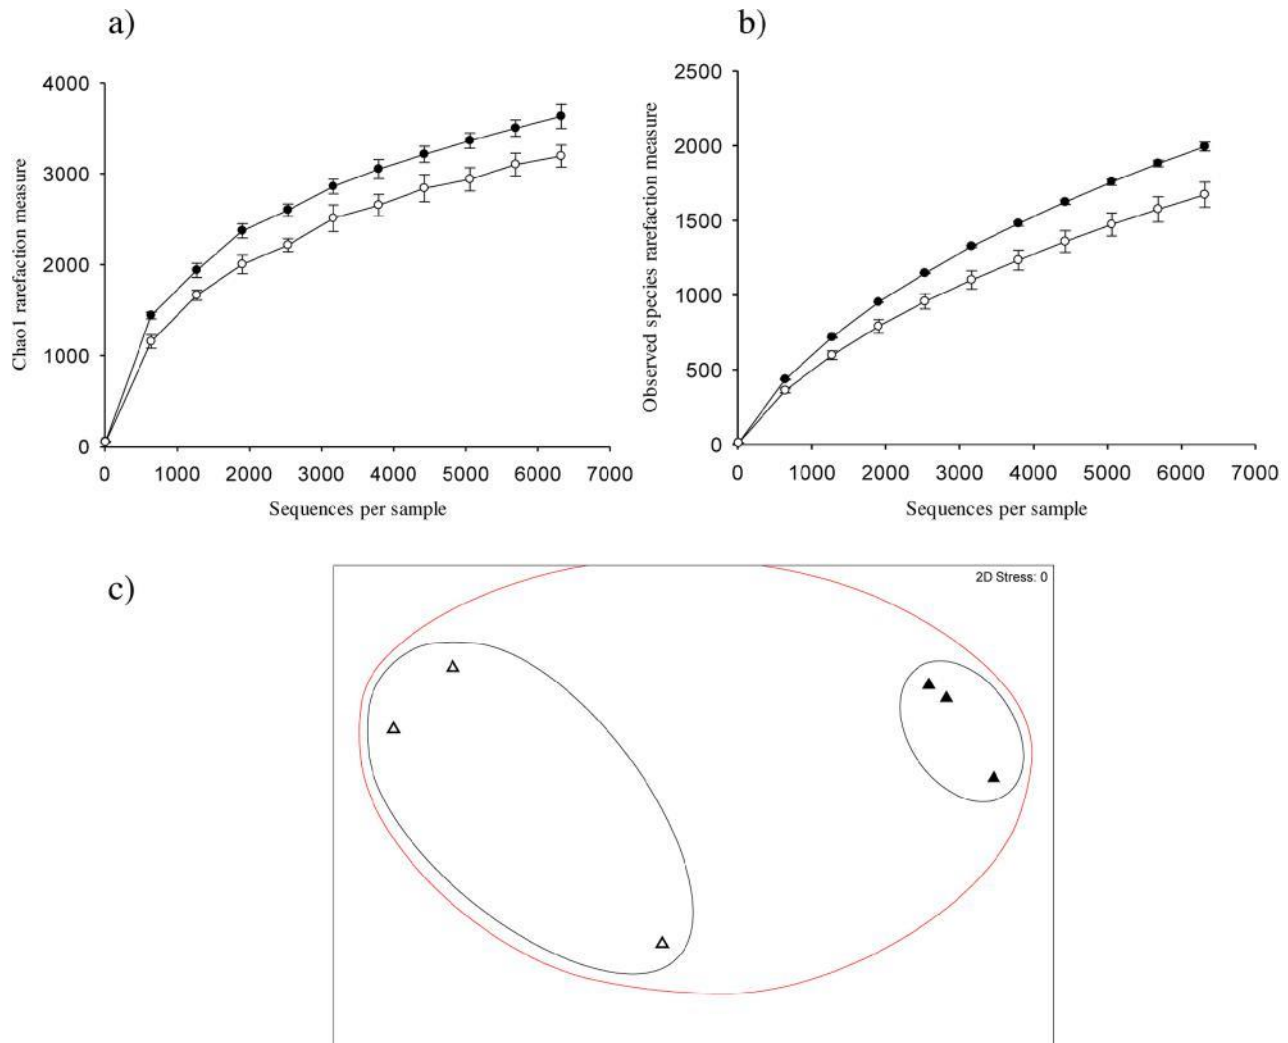 a)
4000
3000
2000
1000
0
Chao1 rarefaction measure
0 1000 2000 3000 4000 5000 6000 7000
Sequences per sample
b)
2500
2000
1500
1000
500
0
Observed species rarefaction measure
0 1000 2000 3000 4000 5000 6000 7000
Sequences per sample
c)
2D Stress: 0